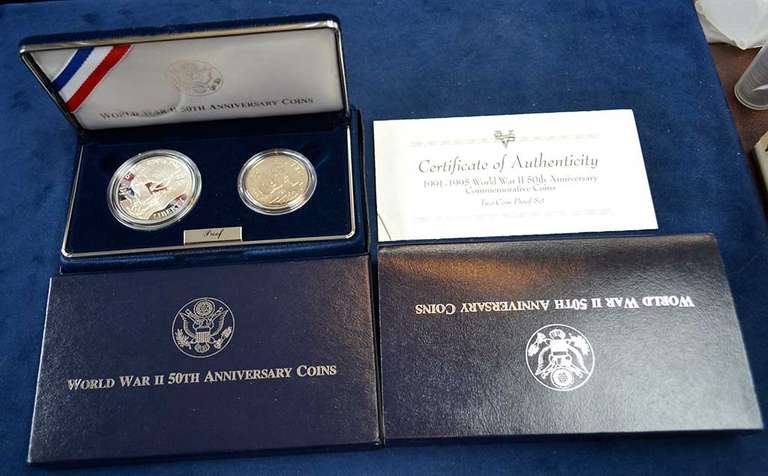 WORLD WAR II 50TH ANNIVERSARY COINS
LIBERTY
Proof
Certificate of Authenticity
1991-1995 World War II 50th Anniversary
Commemorative Coins
Two-Coin Proof Set
WORLD WAR II 50TH ANNIVERSARY COINS
WORLD WAR II 50TH ANNIVERSARY COINS